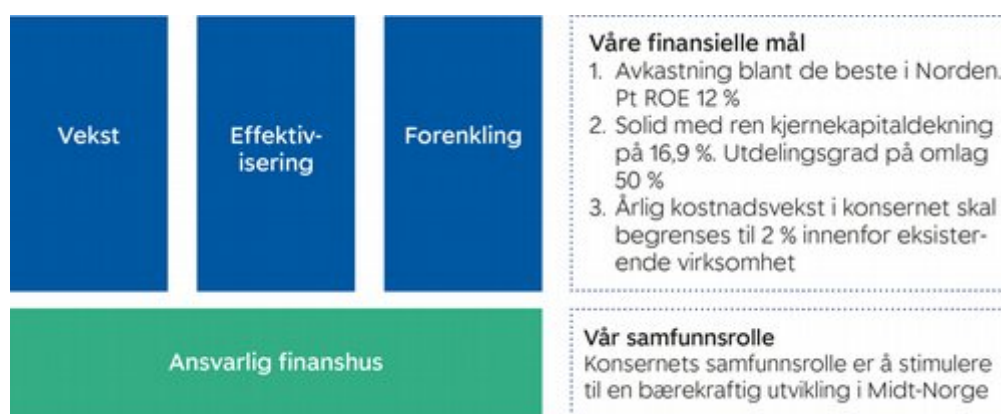 Vekst
Effektiv-
isering
Forenkling
Våre finansielle mål
1. Avkastning blant de beste i Norden.
Pt ROE 12 %
2. Solid med ren kjernekapitaldekning
på 16,9 %. Utdelingsgrad på omlag
50 %
3. Årlig kostnadsvekst i konsernet skal
begrenses til 2 % innenfor eksister-
ende virksomhet
Ansvarlig finanshus
Vår samfunnsrolle
Konsernets samfunnsrolle er å stimulere
til en bærekraftig utvikling i Midt-Norge